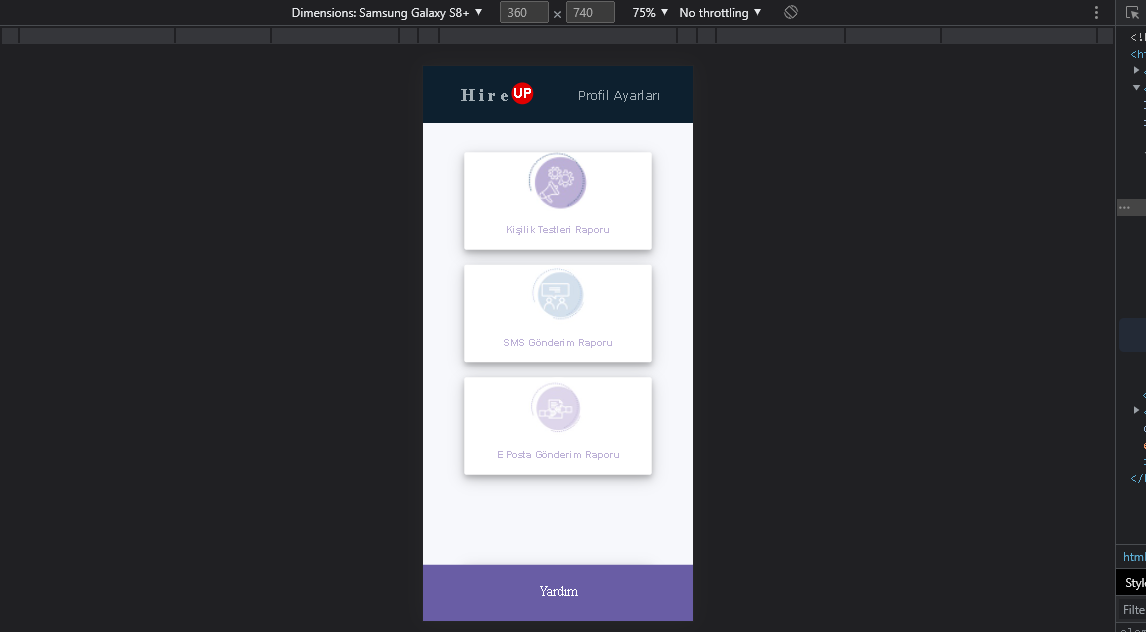 Dimensions: Samsung Galaxy S8+ ▼ 360 × 740 75% ▼ No throttling ▼
Hire UP Profil Ayarları
Kişilik Testleri Raporu
SMS Gönderim Raporu
E Posta Gönderim Raporu
Yardım
html
Style
Filte